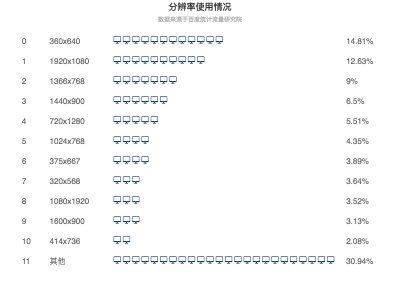 分辨率使用情况
数据来源于百度统计流量研究院
0 360x640 14.81%
1 1920x1080 12.63%
2 1366x768 9%
3 1440x900 6.5%
4 720x1280 5.51%
5 1024x768 4.35%
6 375x667 3.89%
7 320x568 3.64%
8 1080x1920 3.52%
9 1600x900 3.13%
10 414x736 2.08%
11 其他 30.94%